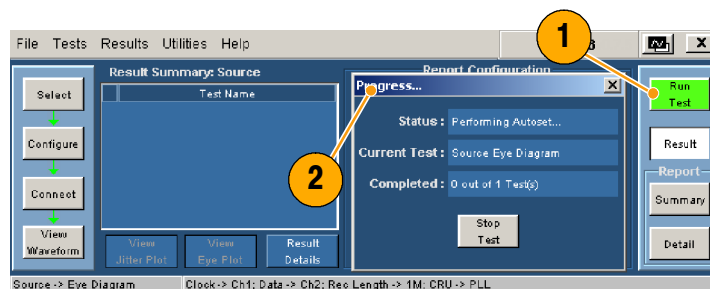 1
File Tests Results Utilities Help
Result Summary: Source
Report Configuration
Select
Test Name
Progress...
Run
Test
Status : Performing Autoset...
Configure
Current Test : Source Eye Diagram
Result
2
Completed : 0 out of 1 Test(s)
Report
Connect
Summary
Stop
Test
View
Waveform
View
Jitter Plot
View
Eye Plot
Result
Details
Detail
Source -> Eye Diagram
Clock -> Ch1; Data -> Ch2; Rec Length -> 1M; CRU -> PLL